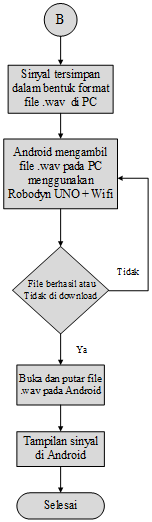 B
Sinyal tersimpan
dalam bentuk format
file .wav di PC
Android mengambil
file .wav pada PC
menggunakan
Robodyn UNO + Wifi
File berhasil atau
Tidak di download
Tidak
Ya
Buka dan putar file
.wav pada Android
Tampilan sinyal
di Android
Selesai